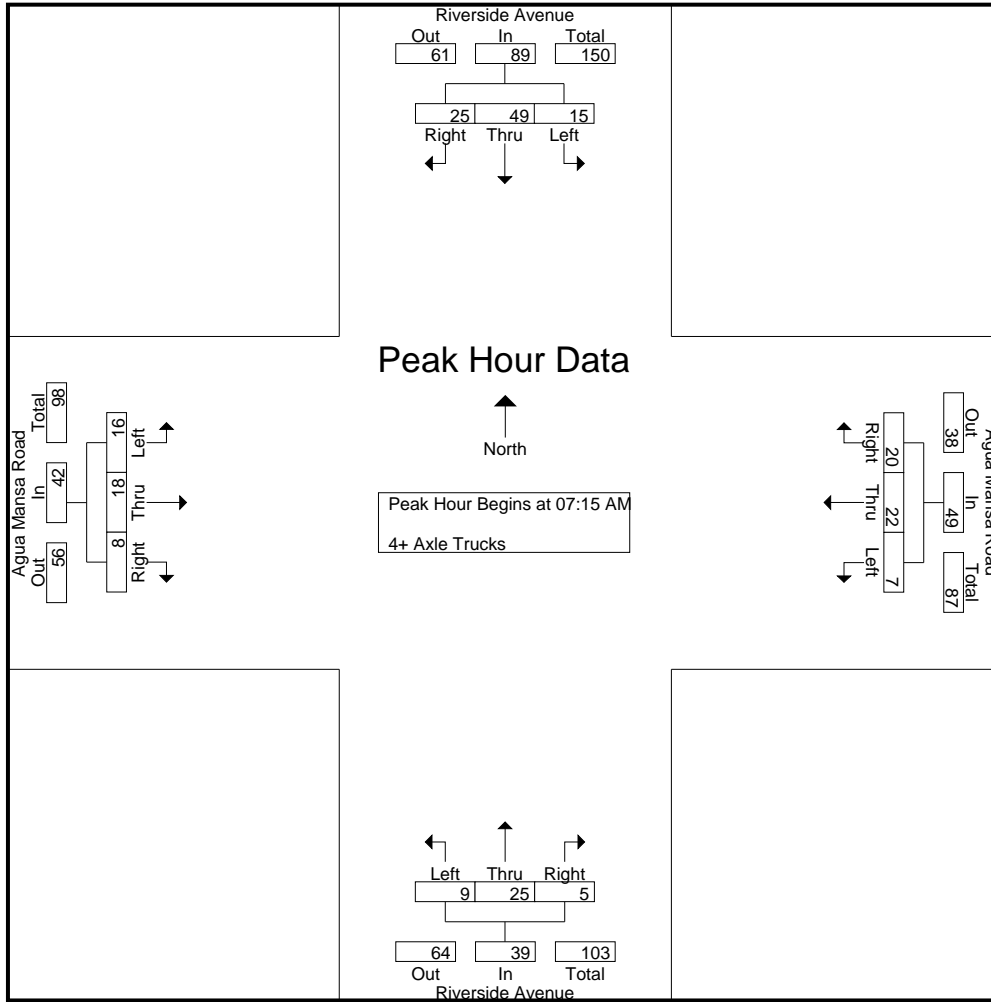 Riverside Avenue
Out In Total
61 89 150
25 49 15
Right Thru Left
Peak Hour Data
North
Peak Hour Begins at 07:15 AM
4+ Axle Trucks
Agua Mansa Road
Total In Out
98 42 56
16 18 8
Left Thru Right
Right Thru Left
20 22 7
Out In Total
38 49 87
Agua Mansa Road
Left Thru Right
9 25 5
64 39 103
Out In Total
Riverside Avenue